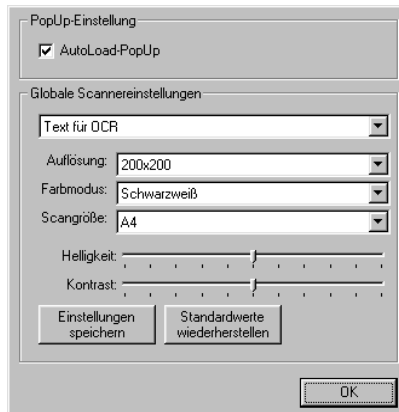 PopUp-Einstellung
AutoLoad-PopUp
Globale Scannereinstellungen
Text für OCR
Auflösung: 200x200
Farbmodus: Schwarzweiß
Scangröße: A4
Helligkeit:
Kontrast:
Einstellungen speichern
Standardwerte wiederherstellen
OK